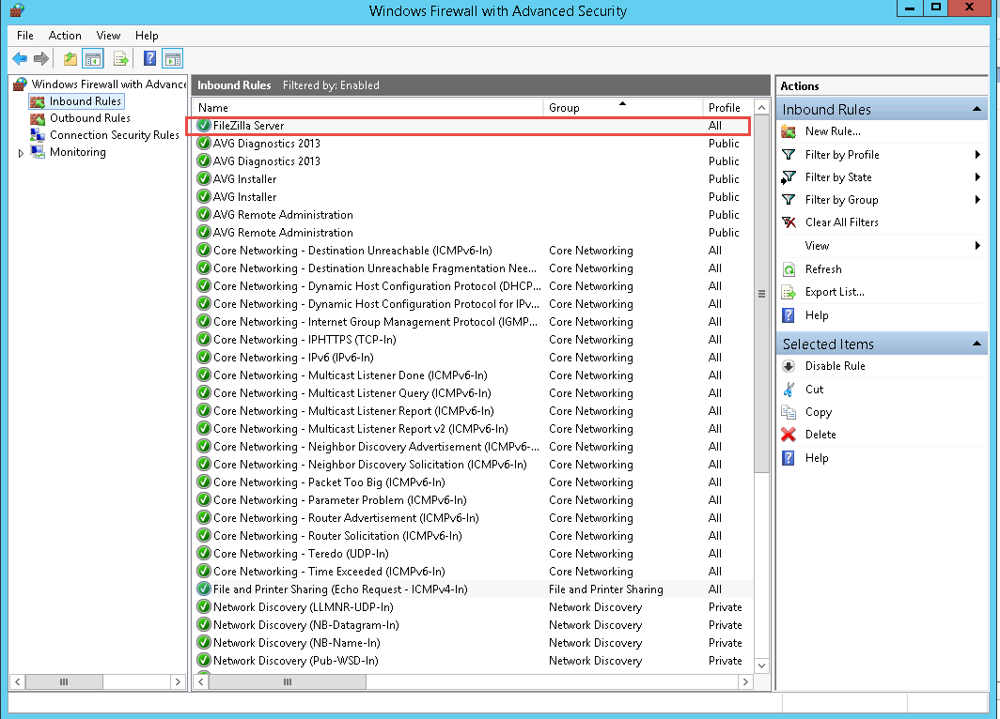 Windows Firewall with Advanced Security
File Action View Help
Windows Firewall with Advance
Inbound Rules
Outbound Rules
Connection Security Rules
Monitoring
Inbound Rules Filtered by: Enabled
Name Group Profile
FileZilla Server All
AVG Diagnostics 2013 Public
AVG Diagnostics 2013 Public
AVG Installer Public
AVG Installer Public
AVG Remote Administration Public
AVG Remote Administration Public
Core Networking - Destination Unreachable (ICMPv6-In) Core Networking All
Core Networking - Destination Unreachable Fragmentation Nee... Core Networking All
Core Networking - Dynamic Host Configuration Protocol (DHCP... Core Networking All
Core Networking - Dynamic Host Configuration Protocol for IPv... Core Networking All
Core Networking - Internet Group Management Protocol (IGMP... Core Networking All
Core Networking - IPHTTPS (TCP-In) Core Networking All
Core Networking - IPv6 (IPv6-In) Core Networking All
Core Networking - Multicast Listener Done (ICMPv6-In) Core Networking All
Core Networking - Multicast Listener Query (ICMPv6-In) Core Networking All
Core Networking - Multicast Listener Report (ICMPv6-In) Core Networking All
Core Networking - Multicast Listener Report v2 (ICMPv6-In) Core Networking All
Core Networking - Neighbor Discovery Advertisement (ICMPv6-... Core Networking All
Core Networking - Neighbor Discovery Solicitation (ICMPv6-In) Core Networking All
Core Networking - Packet Too Big (ICMPv6-In) Core Networking All
Core Networking - Parameter Problem (ICMPv6-In) Core Networking All
Core Networking - Router Advertisement (ICMPv6-In) Core Networking All
Core Networking - Router Solicitation (ICMPv6-In) Core Networking All
Core Networking - Teredo (UDP-In) Core Networking All
Core Networking - Time Exceeded (ICMPv6-In) Core Networking All
File and Printer Sharing (Echo Request - ICMPv4-In) File and Printer Sharing All
Network Discovery (LLMNR-UDP-In) Network Discovery Private
Network Discovery (NB-Datagram-In) Network Discovery Private
Network Discovery (NB-Name-In) Network Discovery Private
Network Discovery (Pub-WSD-In) Network Discovery Private
Actions
Inbound Rules
New Rule...
Filter by Profile
Filter by State
Filter by Group
Clear All Filters
View
Refresh
Export List...
Help
Selected Items
Disable Rule
Cut
Copy
Delete
Help